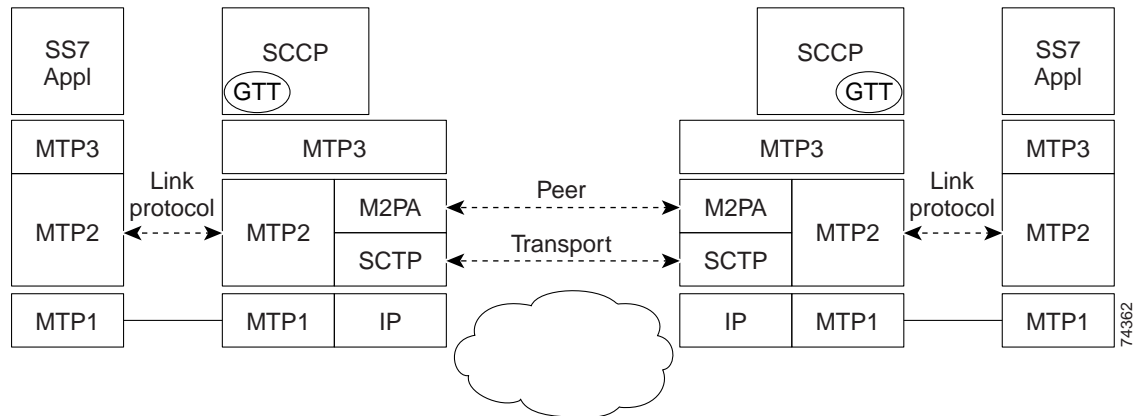 SS7
Appl
SCCP
GTT
SCCP
GTT
SS7
Appl
MTP3
MTP3
MTP3
MTP3
Link
protocol
Peer
Link
protocol
MTP2
MTP2
M2PA
M2PA
MTP2
MTP2
SCTP
Transport
SCTP
MTP1
MTP1
IP
IP
MTP1
MTP1
74362